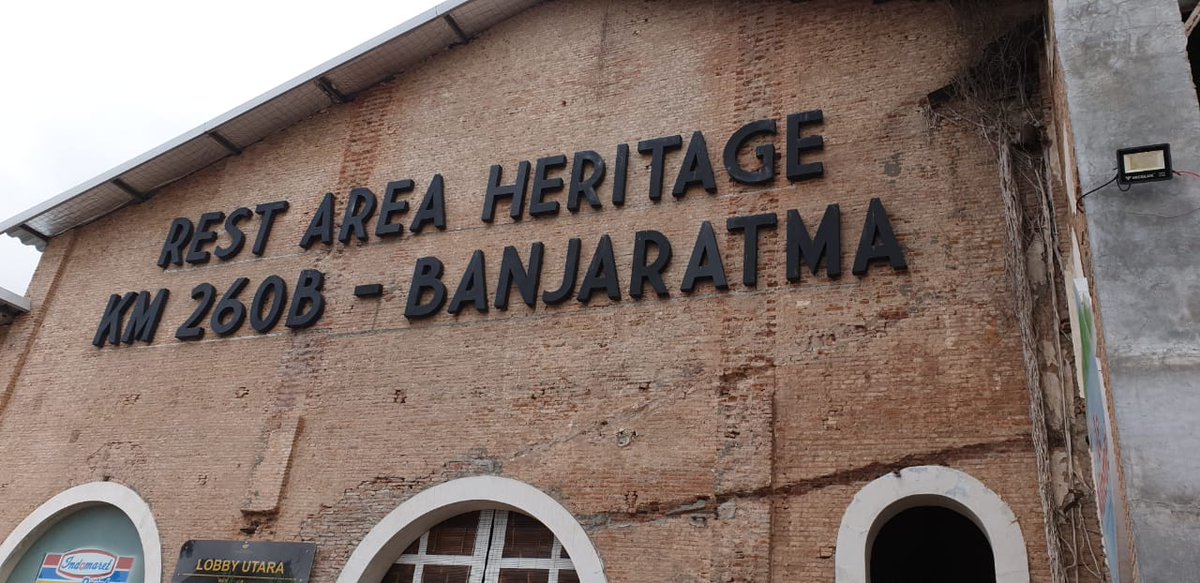 REST AREA HERITAGE
KM 260B - BANJARATMA
LOBBY UTARA
Indomaret